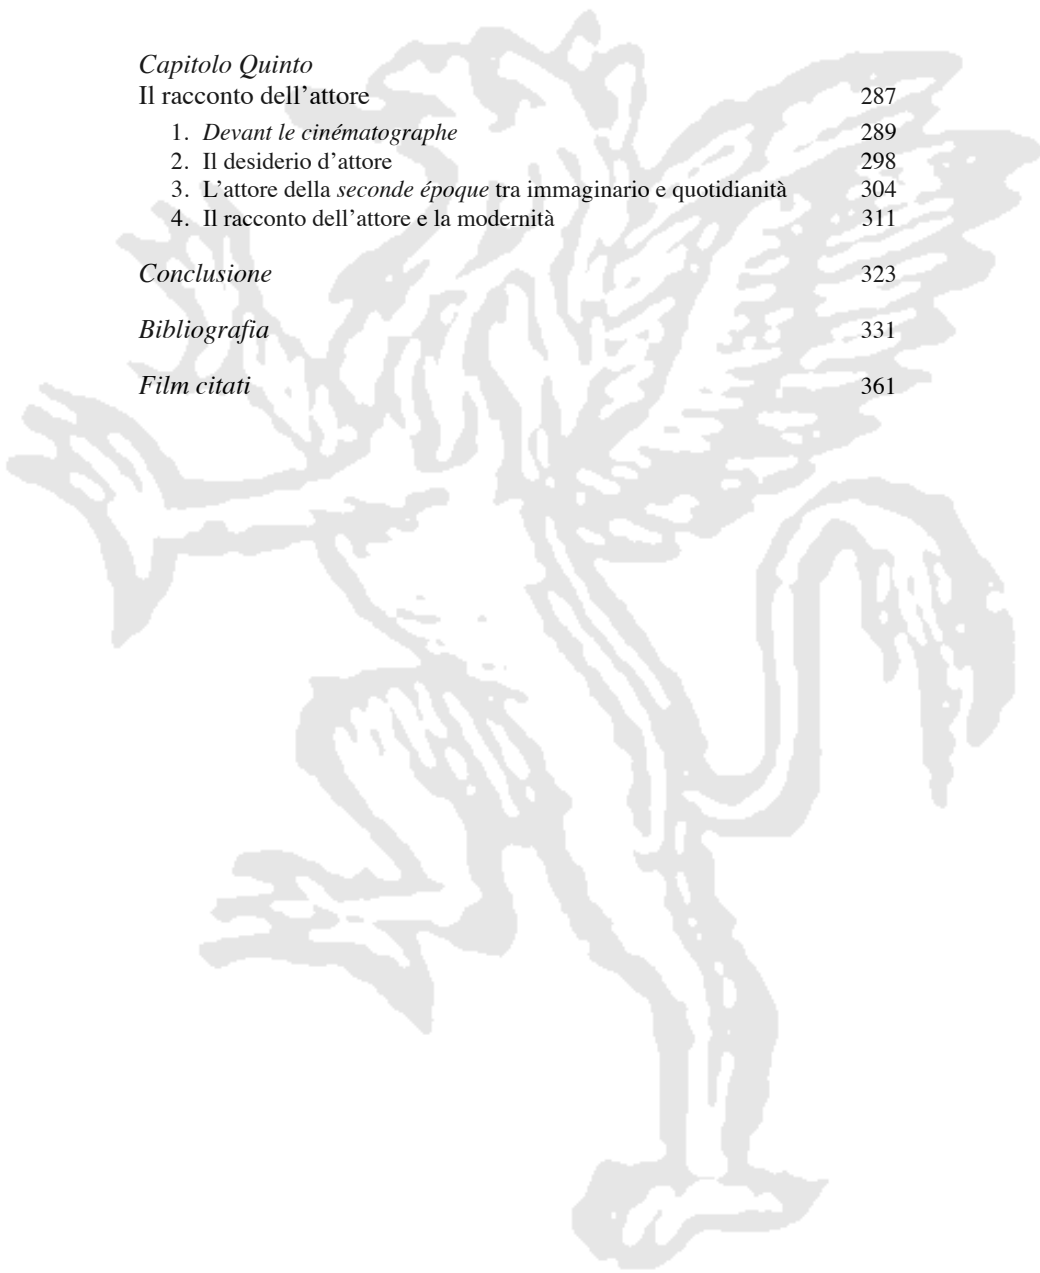 Capitolo Quinto
Il racconto dell'attore 287
1. Devant le cinématographe 289
2. Il desiderio d'attore 298
3. L'attore della seconde époque tra immaginario e quotidianità 304
4. Il racconto dell'attore e la modernità 311
Conclusione 323
Bibliografia 331
Film citati 361